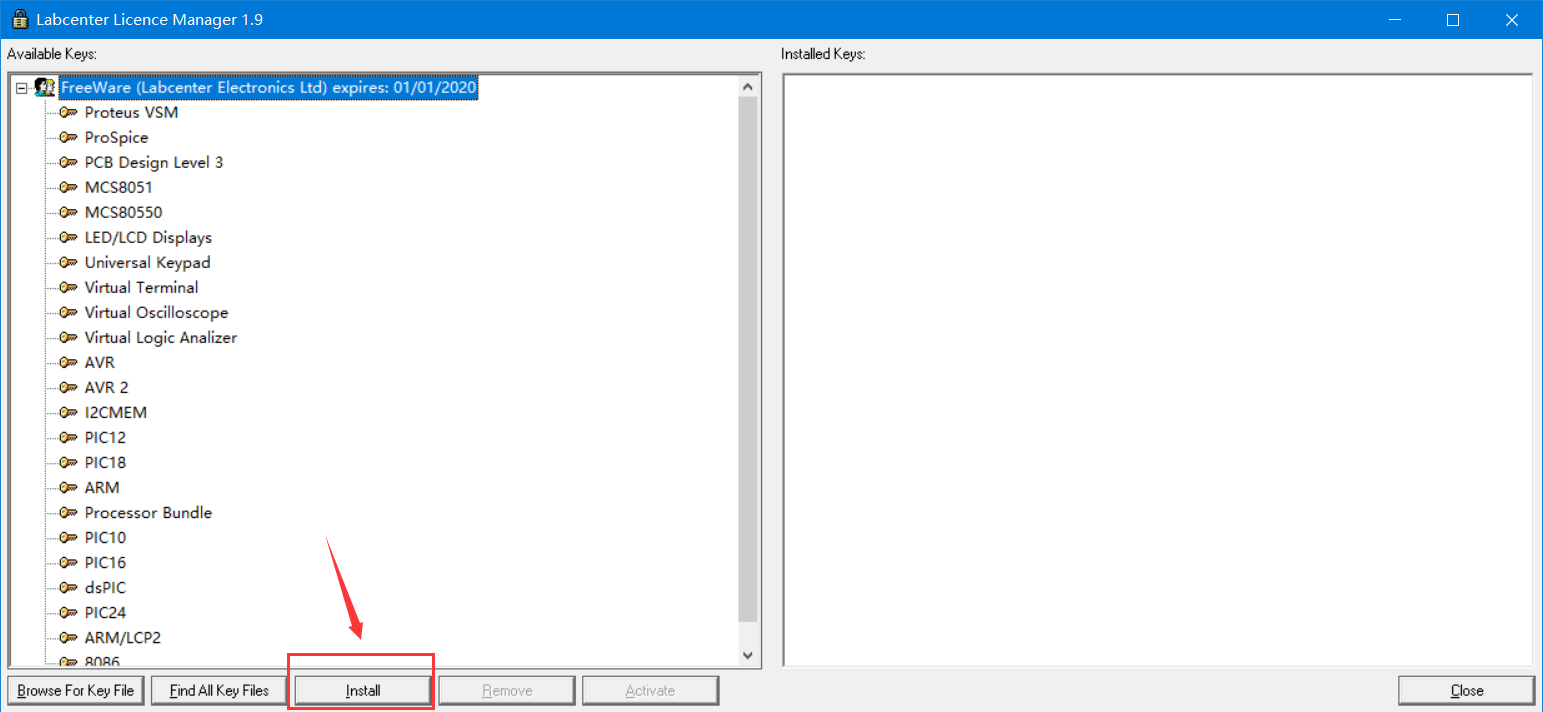 Labcenter Licence Manager 1.9
Available Keys:
Installed Keys:
FreeWare (Labcenter Electronics Ltd) expires: 01/01/2020
Proteus VSM
ProSpice
PCB Design Level 3
MCS8051
MCS80550
LED/LCD Displays
Universal Keypad
Virtual Terminal
Virtual Oscilloscope
Virtual Logic Analizer
AVR
AVR 2
I2CMEM
PIC12
PIC18
ARM
Processor Bundle
PIC10
PIC16
dsPIC
PIC24
ARM/LCP2
8086
Browse For Key File
Find All Key Files
Install
Remove
Activate
Close